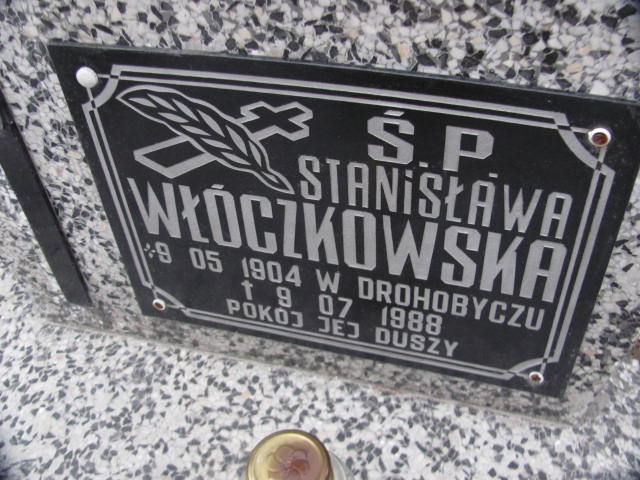 Ś.P.
STANiSŁAWA
WŁÓCZKOWSKA
*9 05 1904 W DROHOBYCZU
† 9 07 1988
POKÓJ JEJ DUSZY